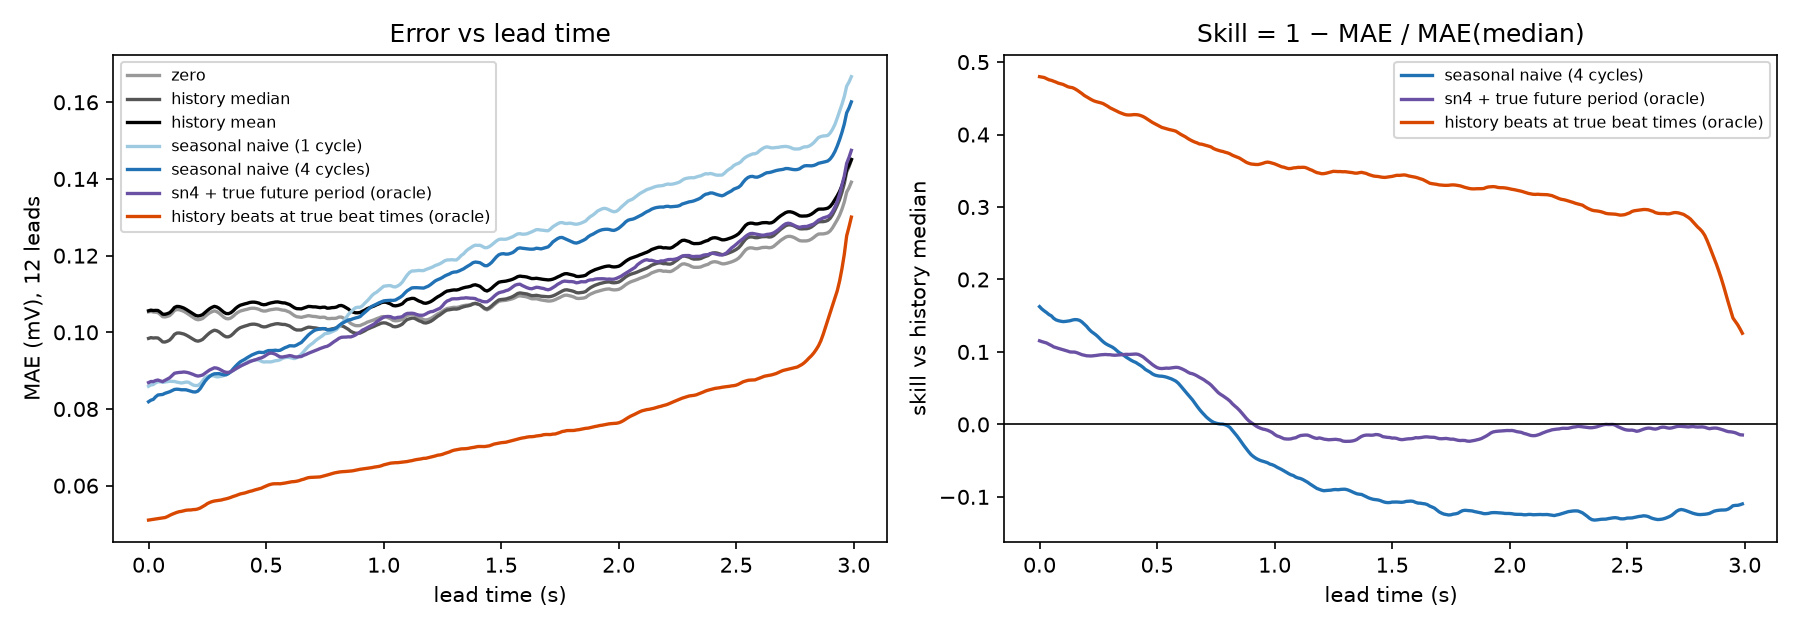 Error vs lead time
zero
history median
history mean
seasonal naive (1 cycle)
seasonal naive (4 cycles)
sn4 + true future period (oracle)
history beats at true beat times (oracle)
MAE (mV), 12 leads
0.16
0.14
0.12
0.10
0.08
0.06
0.0 0.5 1.0 1.5 2.0 2.5 3.0
lead time (s)
Skill = 1 − MAE / MAE(median)
seasonal naive (4 cycles)
sn4 + true future period (oracle)
history beats at true beat times (oracle)
skill vs history median
0.5
0.4
0.3
0.2
0.1
0.0
−0.1
0.0 0.5 1.0 1.5 2.0 2.5 3.0
lead time (s)